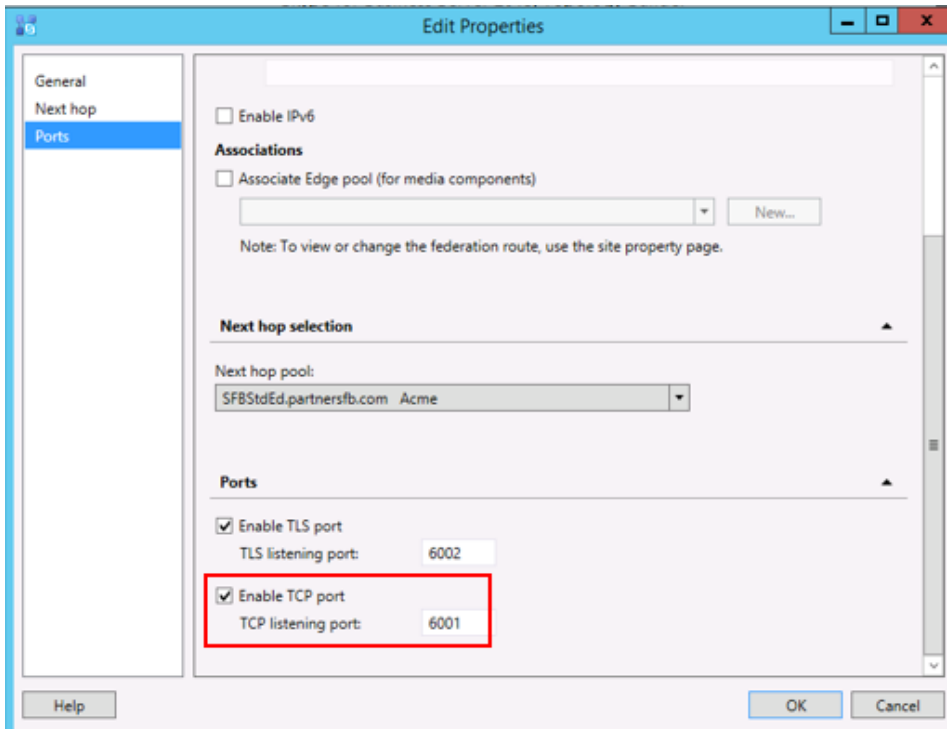 Edit Properties
General
Next hop
Ports
Enable IPv6
Associations
Associate Edge pool (for media components)
New...
Note: To view or change the federation route, use the site property page.
Next hop selection
Next hop pool:
SFBStdEd.partnersfb.com Acme
Ports
Enable TLS port
TLS listening port: 6002
Enable TCP port
TCP listening port: 6001
Help
OK
Cancel